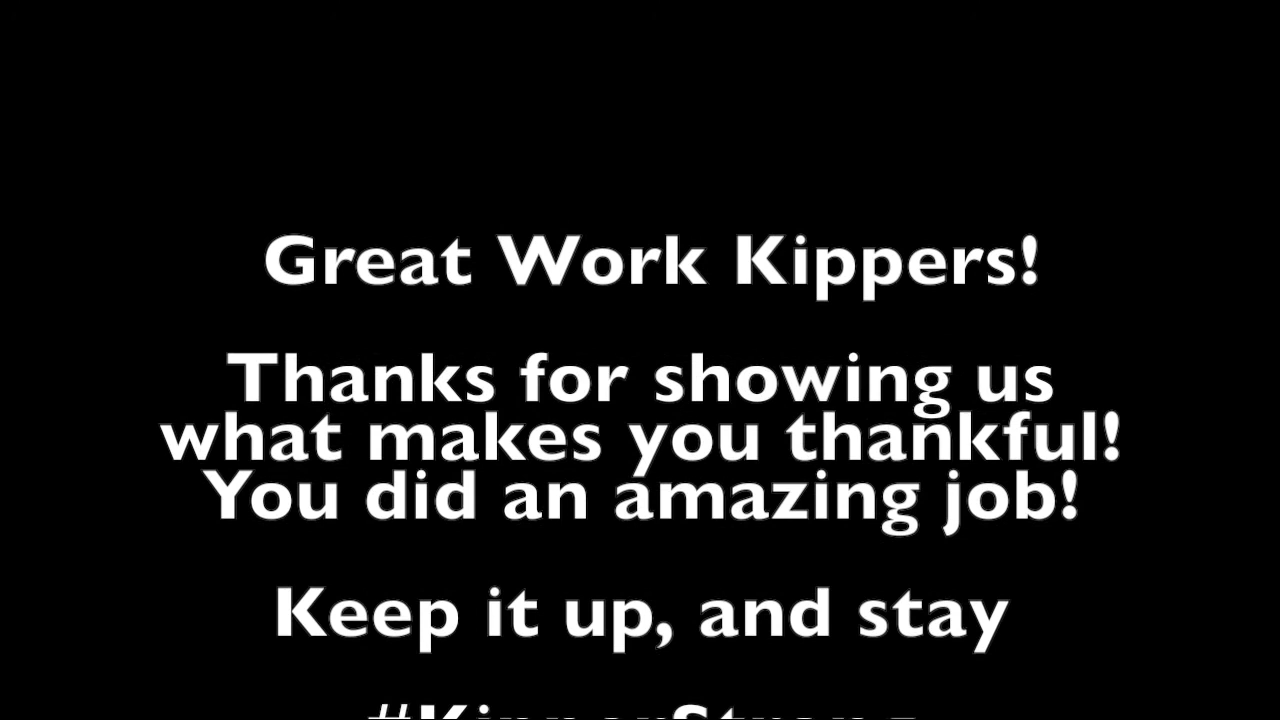 Great Work Kippers!
Thanks for showing us
what makes you thankful!
You did an amazing job!
Keep it up, and stay
#KipperStrong